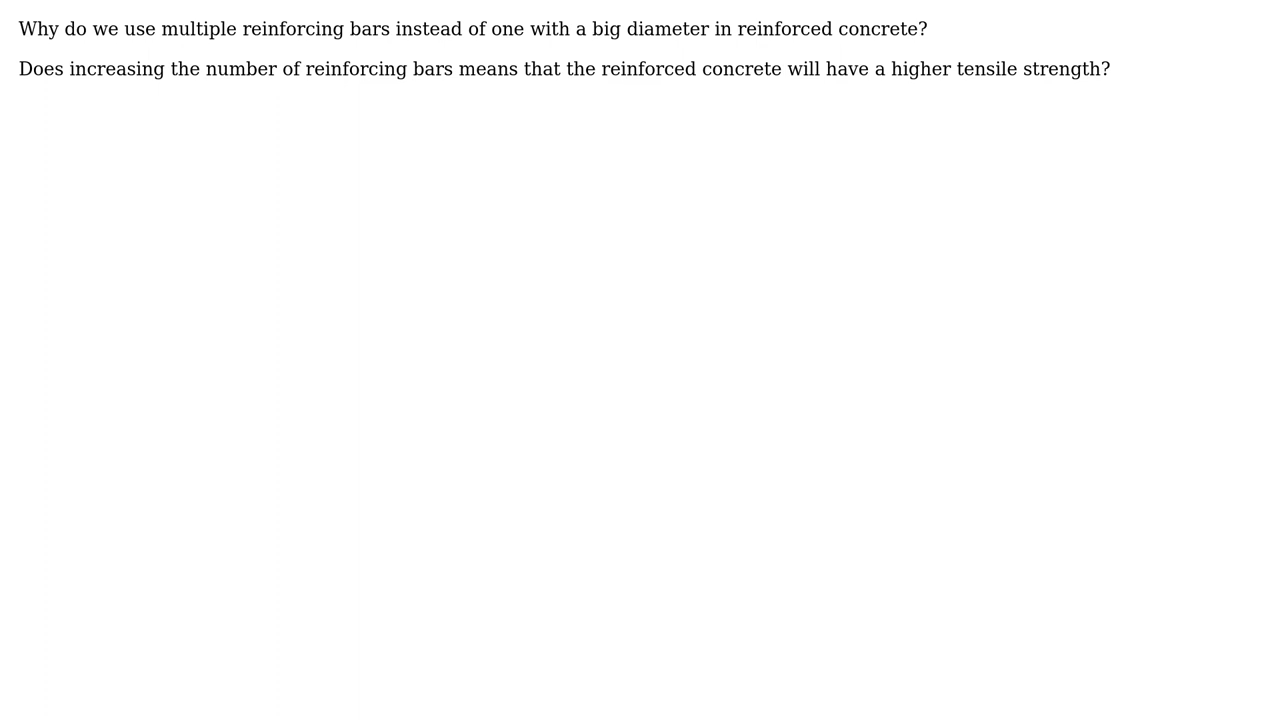 Why do we use multiple reinforcing bars instead of one with a big diameter in reinforced concrete?
Does increasing the number of reinforcing bars means that the reinforced concrete will have a higher tensile strength?